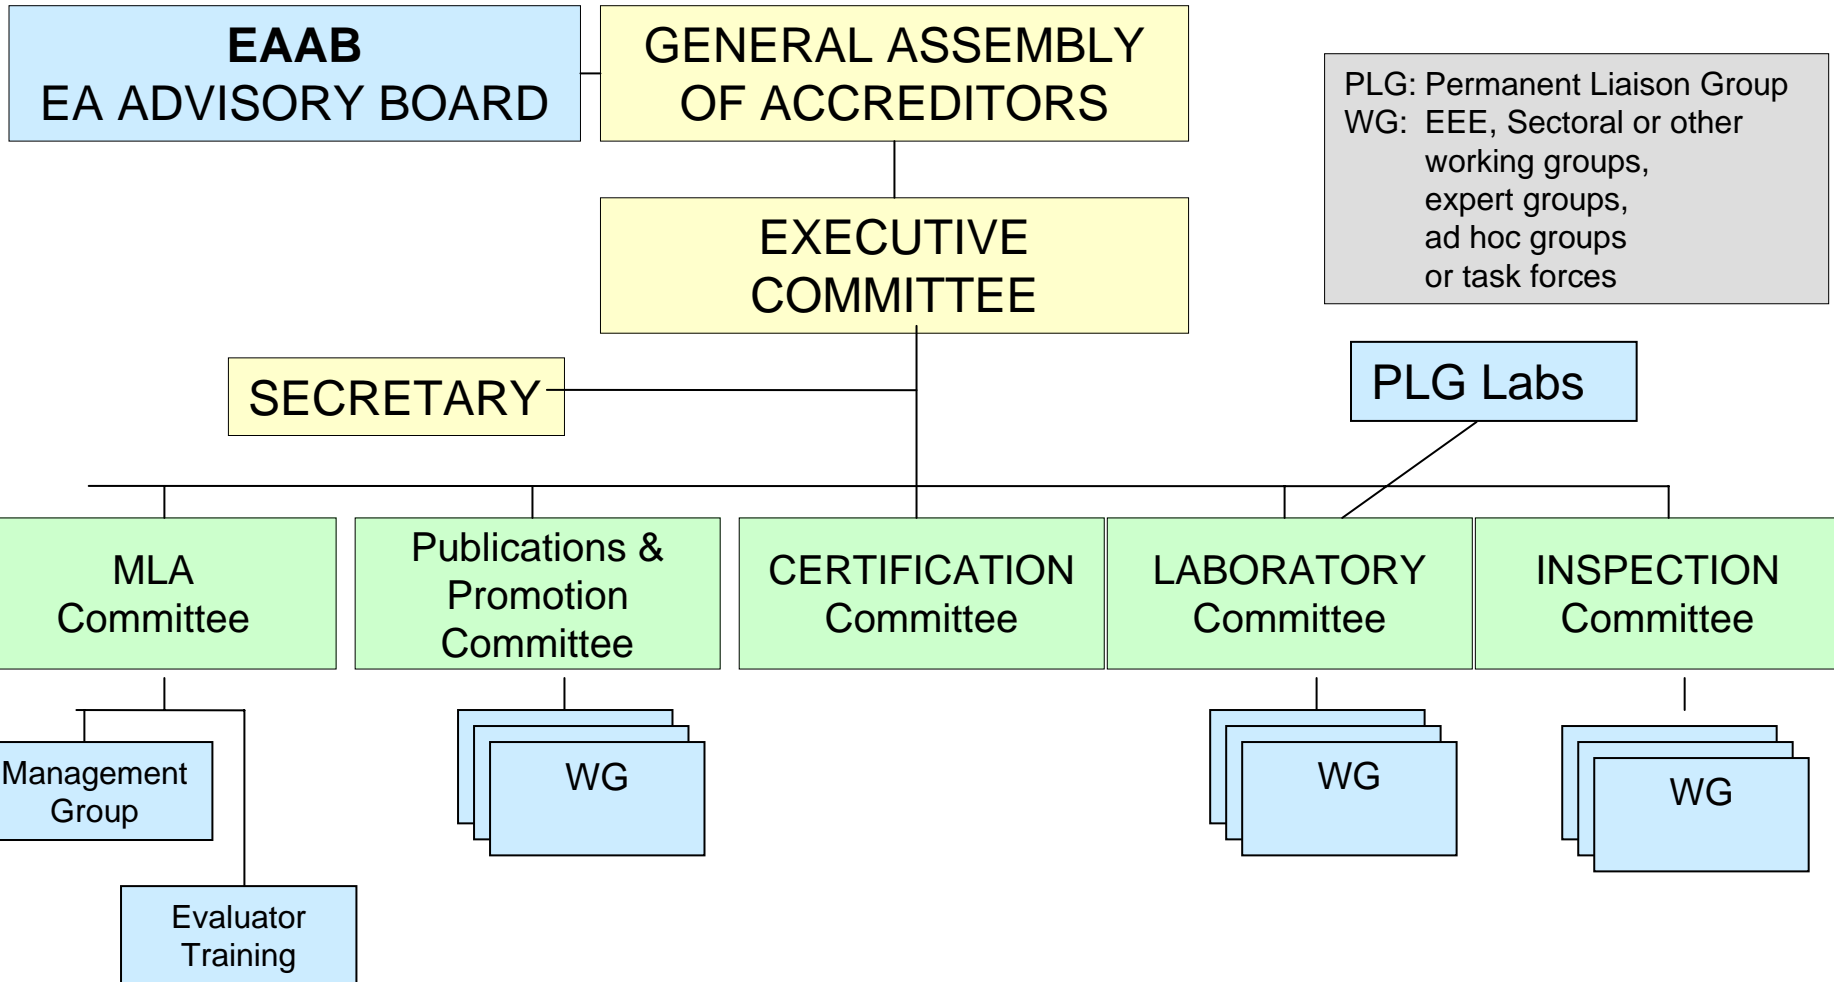 EAAB
EA ADVISORY BOARD
GENERAL ASSEMBLY
OF ACCREDITORS
PLG: Permanent Liaison Group
WG: EEE, Sectoral or other
working groups,
expert groups,
ad hoc groups
or task forces
EXECUTIVE
COMMITTEE
SECRETARY
PLG Labs
MLA
Committee
Publications &
Promotion
Committee
CERTIFICATION
Committee
LABORATORY
Committee
INSPECTION
Committee
Management
Group
WG
WG
WG
Evaluator
Training